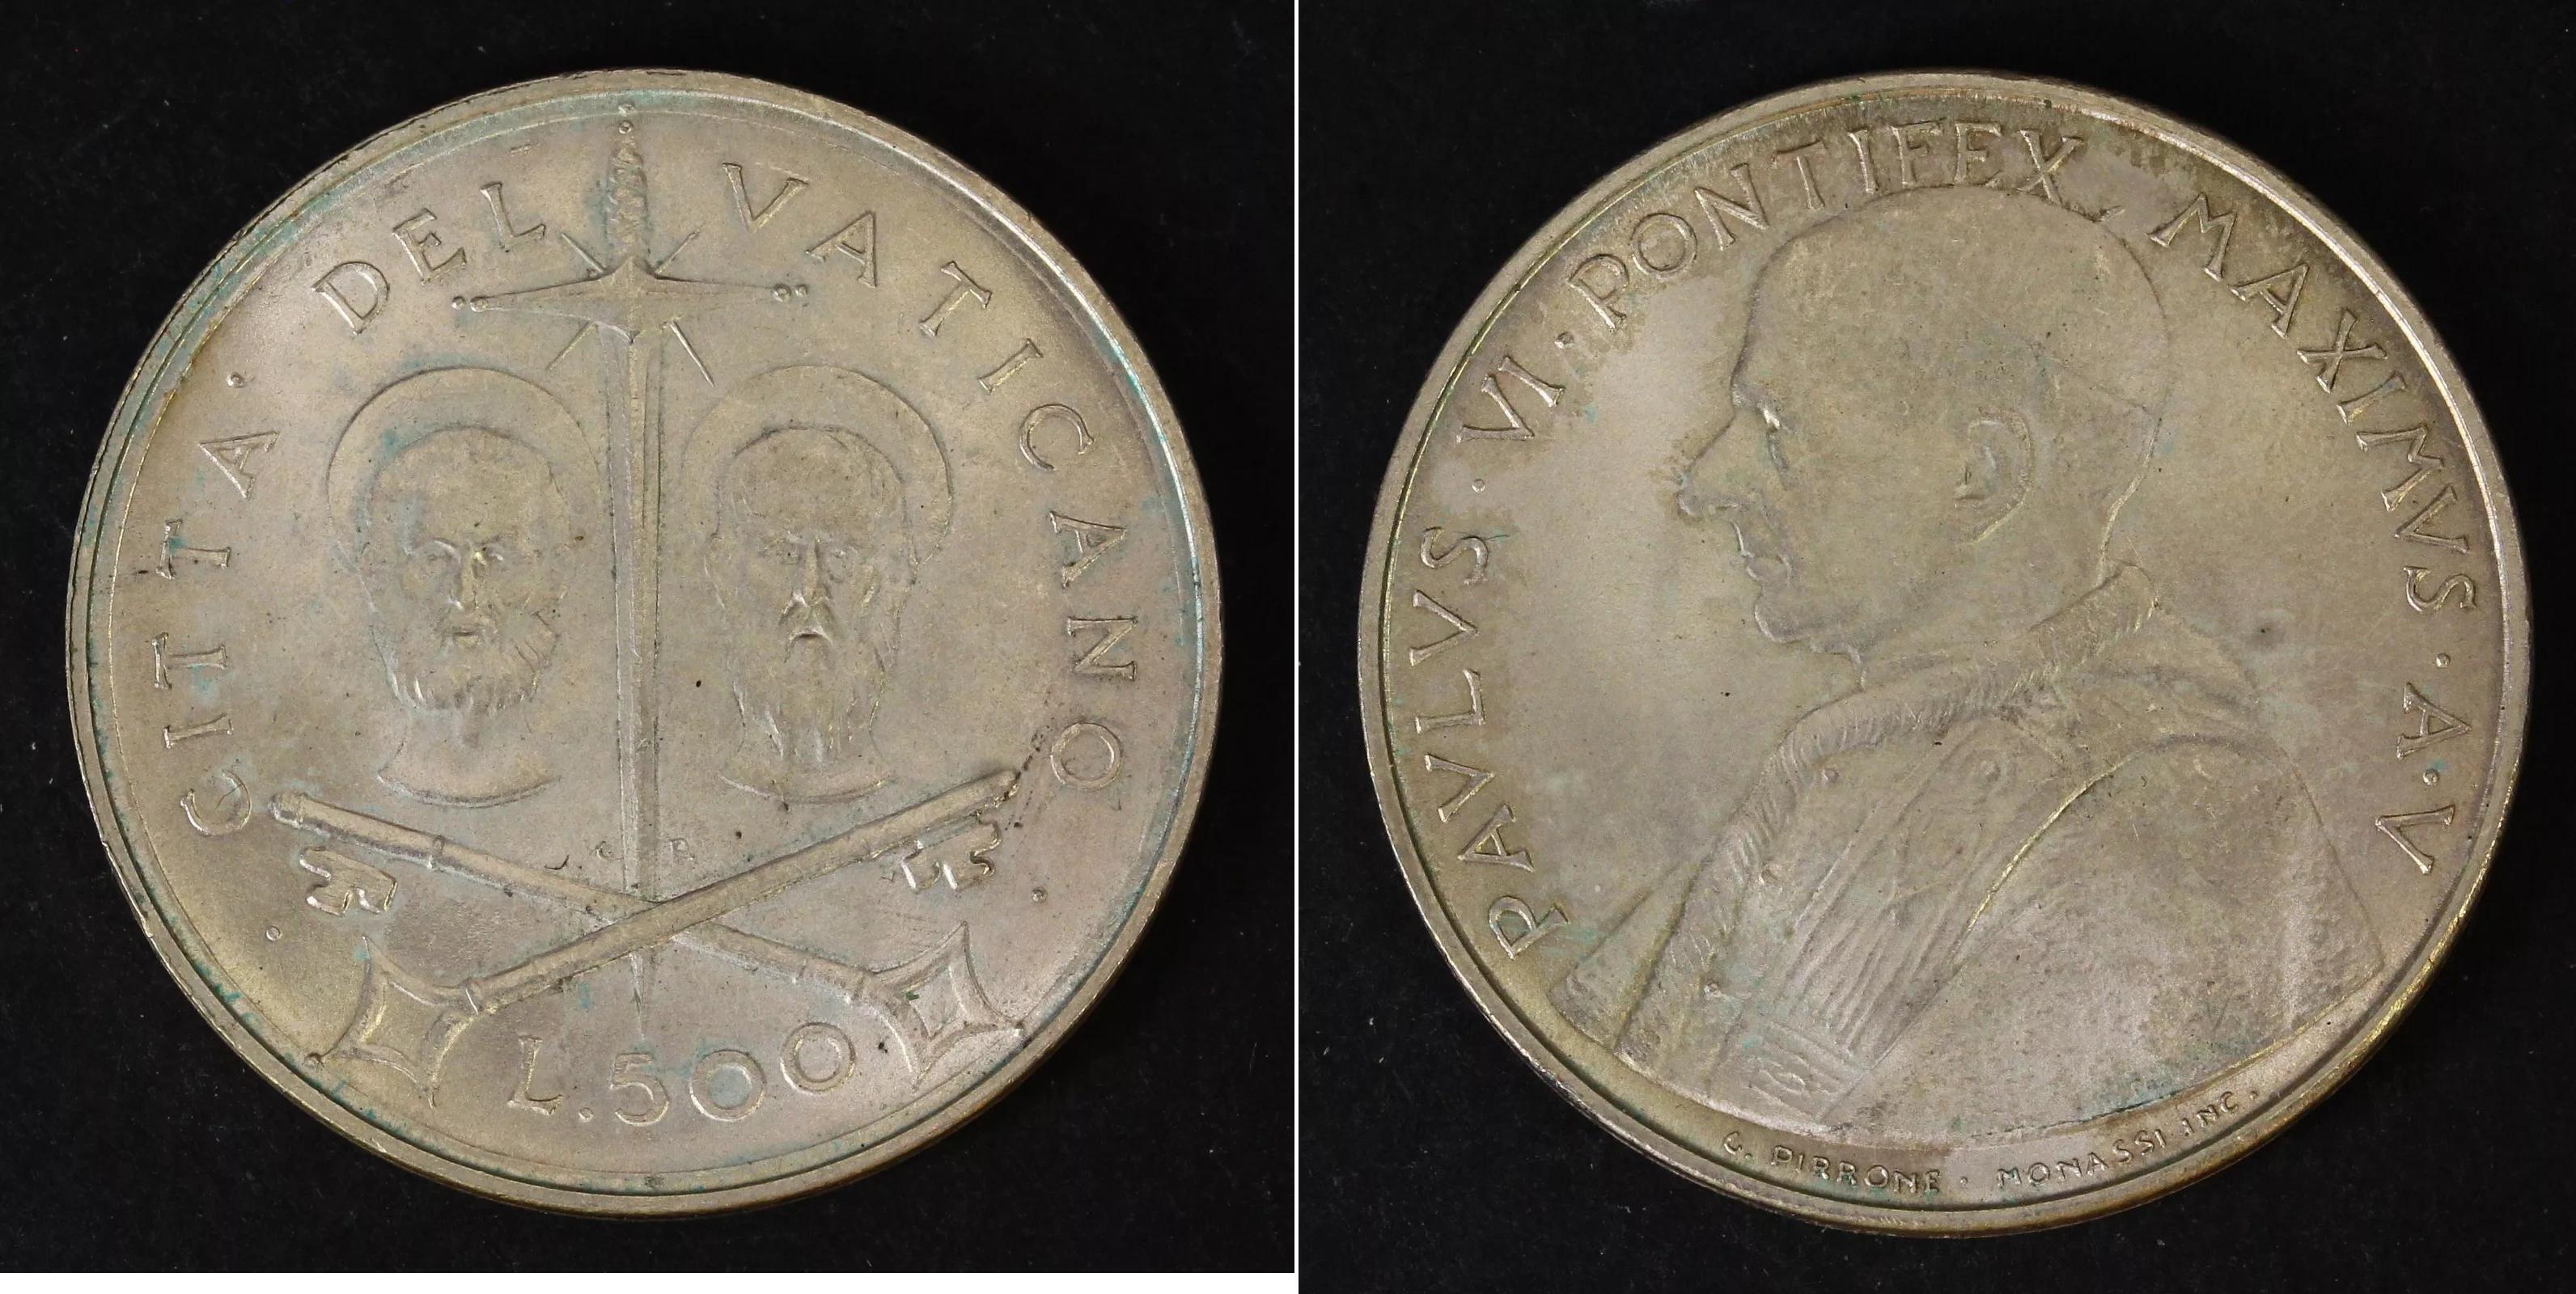 CITTA · DEL VATICANO
R
L.500
PAVLVS · VI · PONTIFEX MAXIMVS · A · V
G. PIRRONE · MONASSI INC.